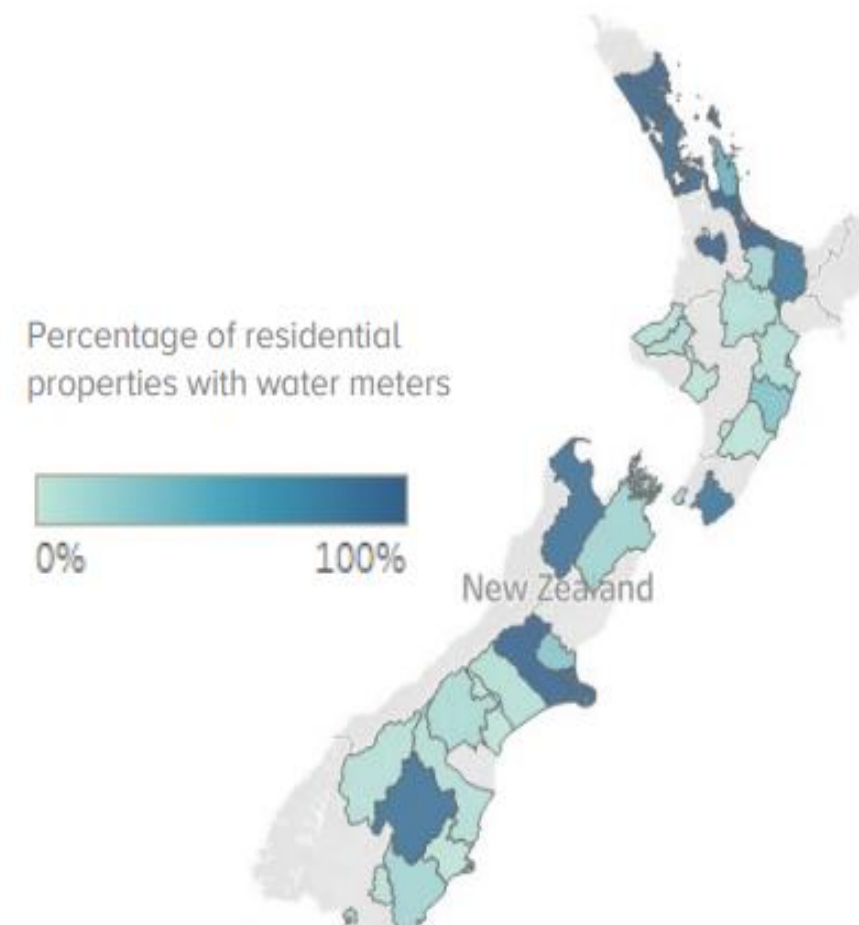 Percentage of residential
properties with water meters
0% 100%
New Zealand